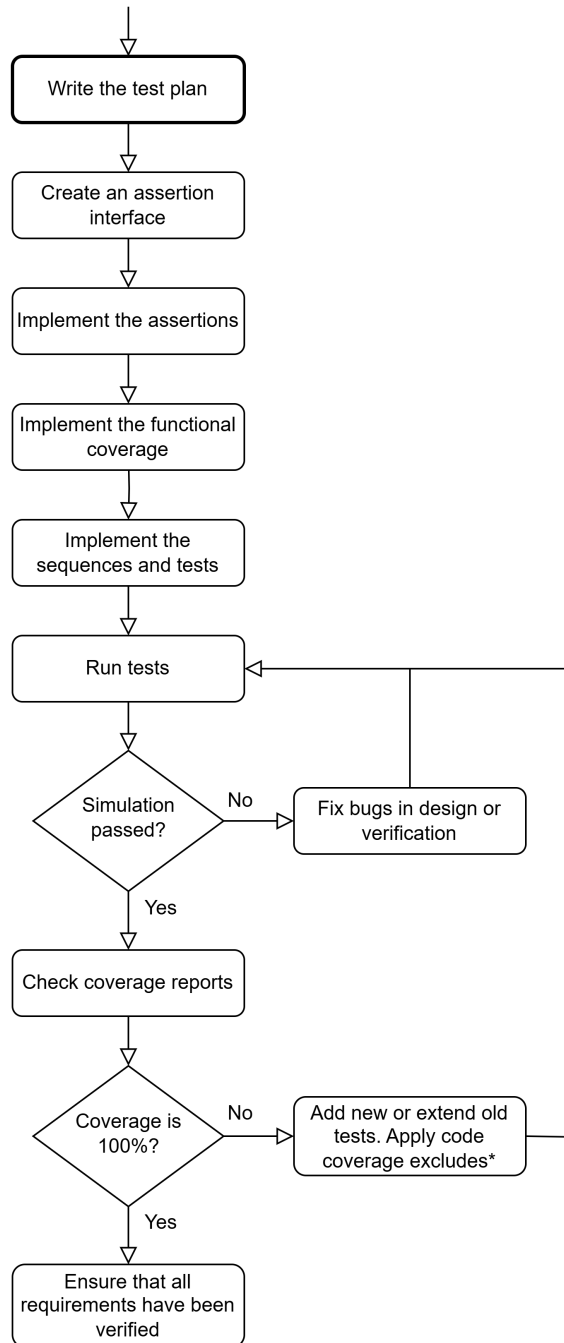 Write the test plan
Create an assertion
interface
Implement the assertions
Implement the functional
coverage
Implement the
sequences and tests
Run tests
Simulation
passed?
No
Fix bugs in design or
verification
Yes
Check coverage reports
Coverage is
100%?
No
Add new or extend old
tests. Apply code
coverage excludes*
Yes
Ensure that all
requirements have been
verified